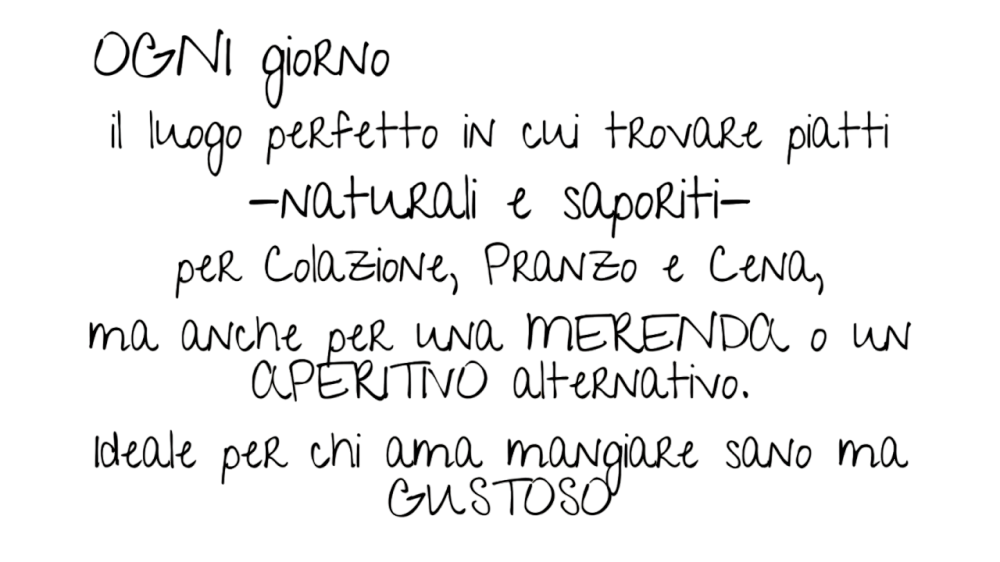 OGNI giorno
il luogo perfetto in cui trovare piatti
-naturali e saporiti-
per Colazione, Pranzo e Cena,
ma anche per una MERENDA o un
APERITIVO alternativo.
Ideale per chi ama mangiare sano ma
GUSTOSO